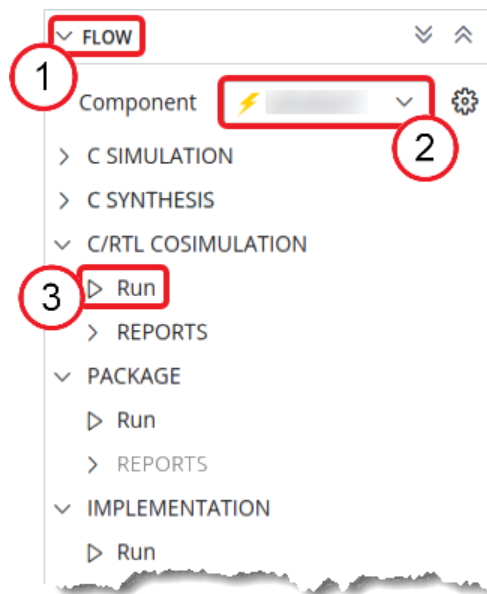 FLOW
1
Component
2
C SIMULATION
C SYNTHESIS
C/RTL COSIMULATION
3 Run
REPORTS
PACKAGE
Run
REPORTS
IMPLEMENTATION
Run